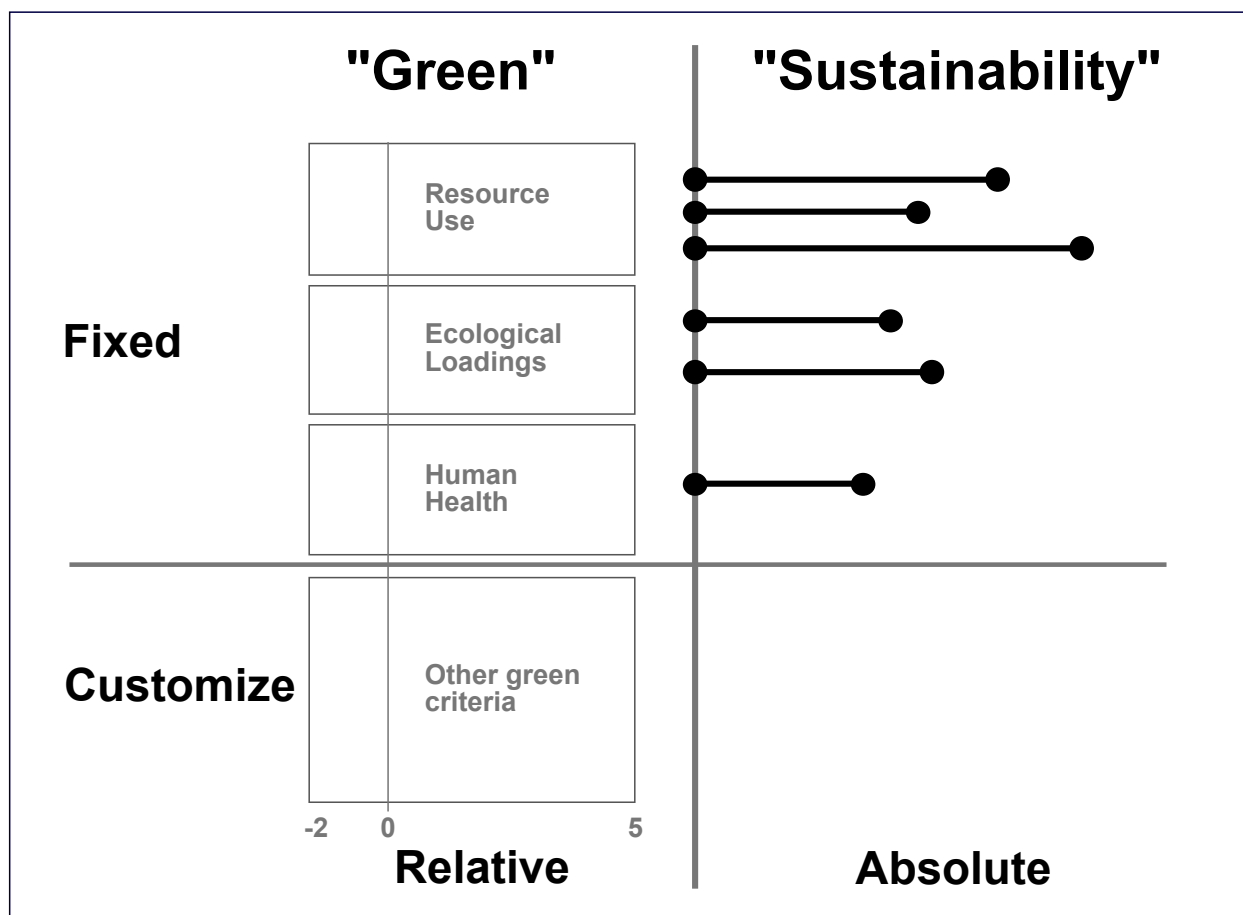 "Green"
"Sustainability"
Resource
Use
Fixed
Ecological
Loadings
Human
Health
Customize
Other green
criteria
-2 0 5
Relative
Absolute